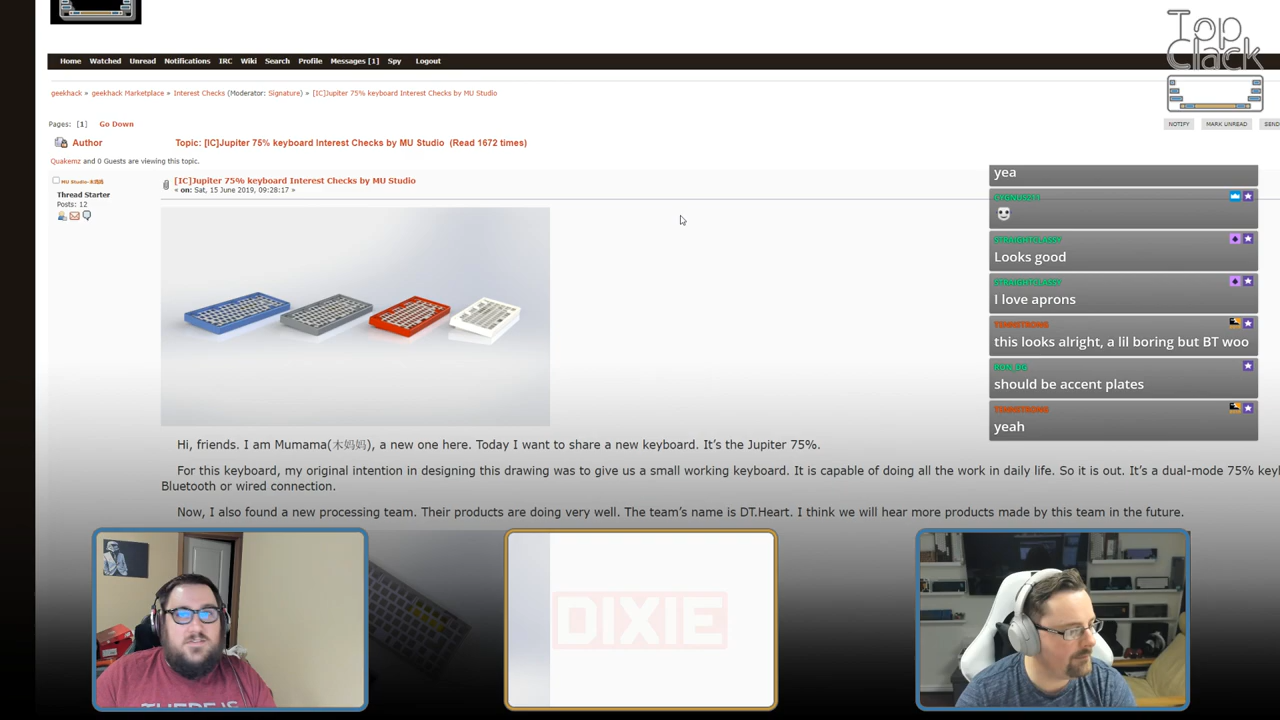 Top
Clack
Home Watched Unread Notifications IRC Wiki Search Profile Messages [1] Spy Logout
geekhack » geekhack Marketplace » Interest Checks (Moderator: Signature) » [IC]Jupiter 75% keyboard Interest Checks by MU Studio
Pages: [1] Go Down
NOTIFY MARK UNREAD SEND
Author Topic: [IC]Jupiter 75% keyboard Interest Checks by MU Studio (Read 1672 times)
Quakemz and 0 Guests are viewing this topic.
MU Studio
Thread Starter
Posts: 12
[IC]Jupiter 75% keyboard Interest Checks by MU Studio
« on: Sat, 15 June 2019, 09:28:17 »
yea
STRAIGHTCLASSY
Looks good
STRAIGHTCLASSY
I love aprons
this looks alright, a lil boring but BT woo
should be accent plates
yeah
Hi, friends. I am Mumama(木妈妈), a new one here. Today I want to share a new keyboard. It's the Jupiter 75%.
For this keyboard, my original intention in designing this drawing was to give us a small working keyboard. It is capable of doing all the work in daily life. So it is out. It's a dual-mode 75% key
Bluetooth or wired connection.
Now, I also found a new processing team. Their products are doing very well. The team's name is DT.Heart. I think we will hear more products made by this team in the future.
DIXIE
THERE IS